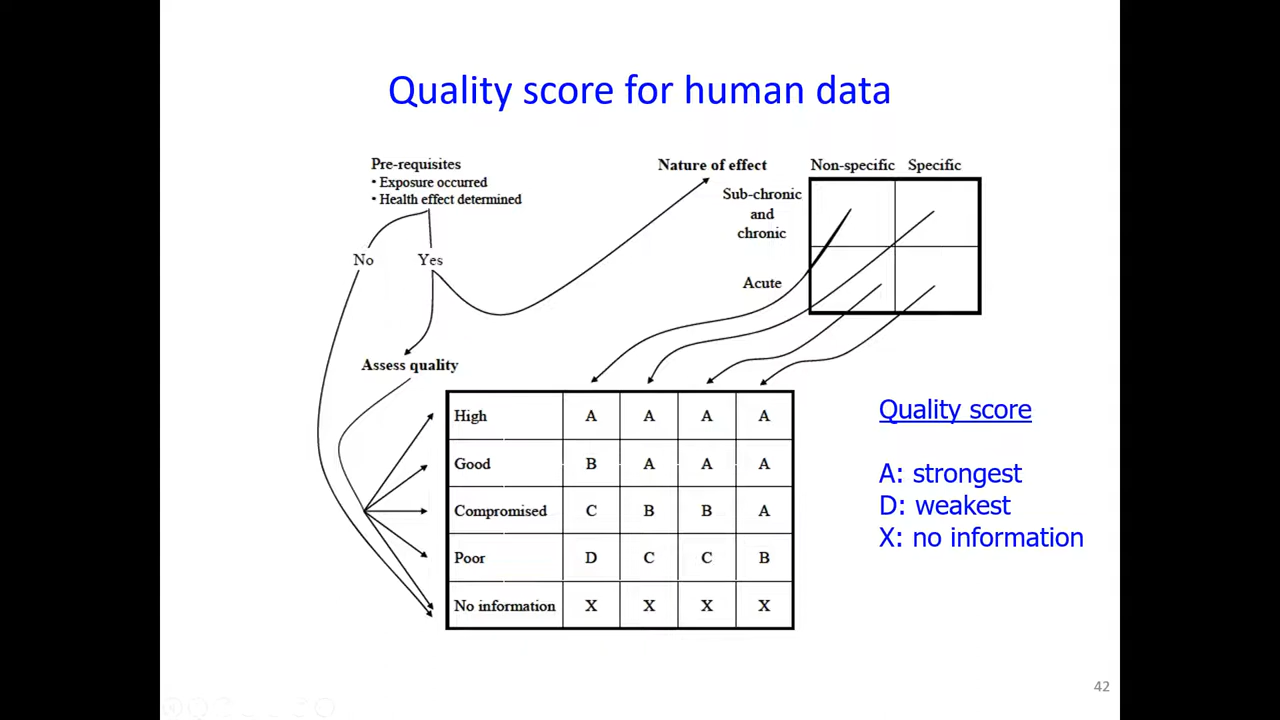 Quality score for human data
Pre-requisites
• Exposure occurred
• Health effect determined
No
Yes
Assess quality
Nature of effect
Non-specific Specific
Sub-chronic
and
chronic
Acute
High A A A A
Good B A A A
Compromised C B B A
Poor D C C B
No information X X X X
Quality score
A: strongest
D: weakest
X: no information
42